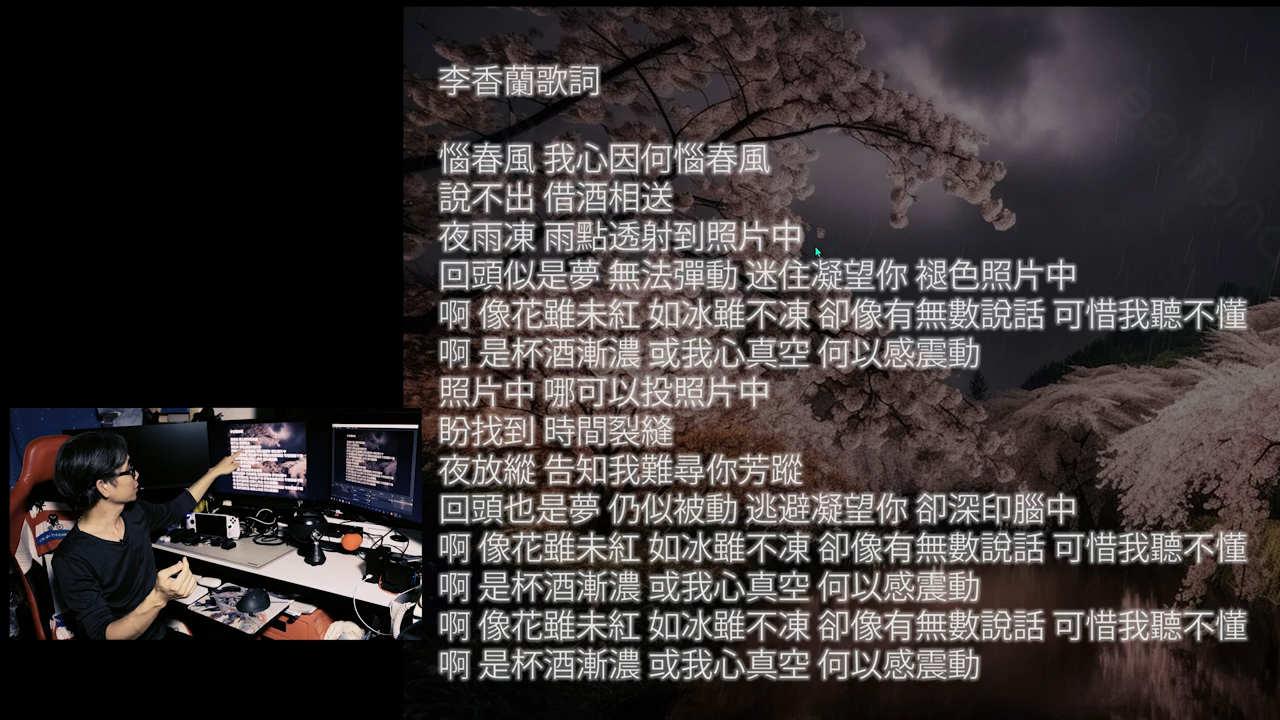 李香蘭歌詞
惱春風 我心因何惱春風
說不出 借酒相送
夜雨凍 雨點透射到照片中
回頭似是夢 無法彈動 迷住凝望你 褪色照片中
啊 像花雖未紅 如冰雖不凍 卻像有無數說話 可惜我聽不懂
啊 是杯酒漸濃 或我心真空 何以感震動
照片中 哪可以投照片中
盼找到 時間裂縫
夜放縱 告知我難尋你芳蹤
回頭也是夢 仍似被動 逃避凝望你 卻深印腦中
啊 像花雖未紅 如冰雖不凍 卻像有無數說話 可惜我聽不懂
啊 是杯酒漸濃 或我心真空 何以感震動
啊 像花雖未紅 如冰雖不凍 卻像有無數說話 可惜我聽不懂
啊 是杯酒漸濃 或我心真空 何以感震動